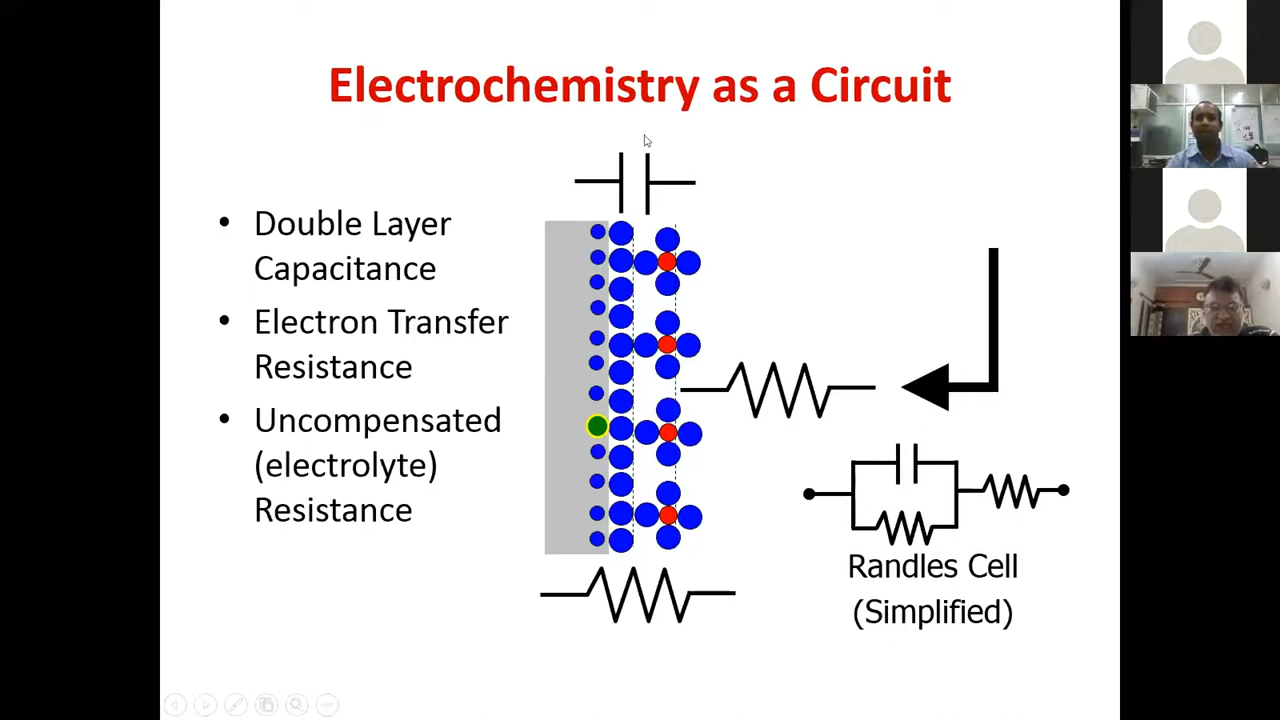 Electrochemistry as a Circuit
• Double Layer
Capacitance
• Electron Transfer
Resistance
• Uncompensated
(electrolyte)
Resistance
Randles Cell
(Simplified)